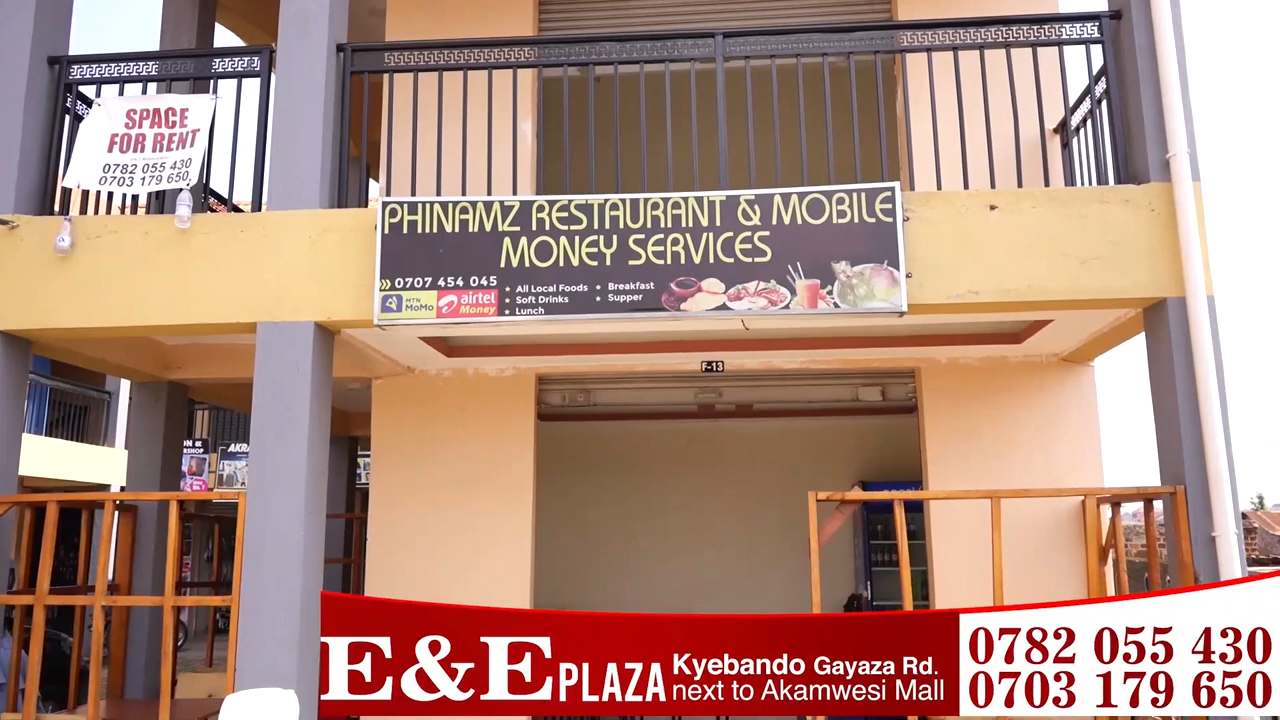 SPACE
FOR RENT
0782 055 430
0703 179 650
PHINAMZ RESTAURANT & MOBILE
MONEY SERVICES
0707 454 045
MTN
MoMo
airtel
Money
All Local Foods
Soft Drinks
Lunch
Breakfast
Supper
F-13
E&E PLAZA
Kyebando Gayaza Rd.
next to Akamwesi Mall
0782 055 430
0703 179 650